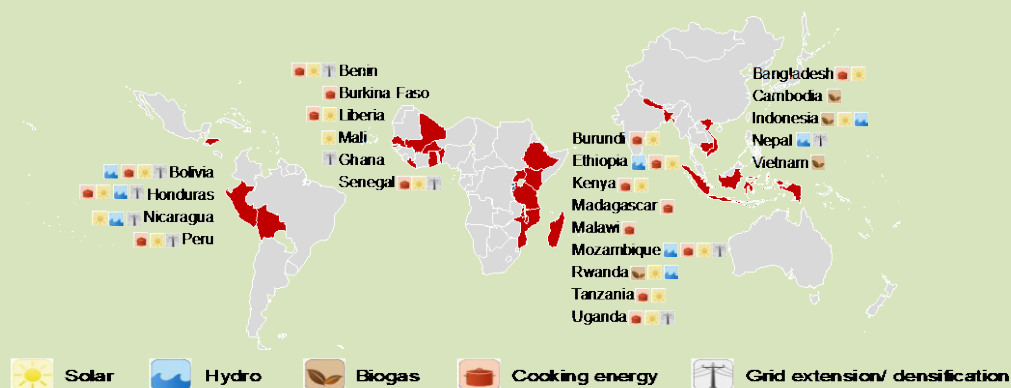 Benin
Burkina Faso
Liberia
Mali
Ghana
Senegal
Bolivia
Honduras
Nicaragua
Peru
Burundi
Ethiopia
Kenya
Madagascar
Malawi
Mozambique
Rwanda
Tanzania
Uganda
Bangladesh
Cambodia
Indonesia
Nepal
Vietnam
Solar
Hydro
Biogas
Cooking energy
Grid extension/ densification